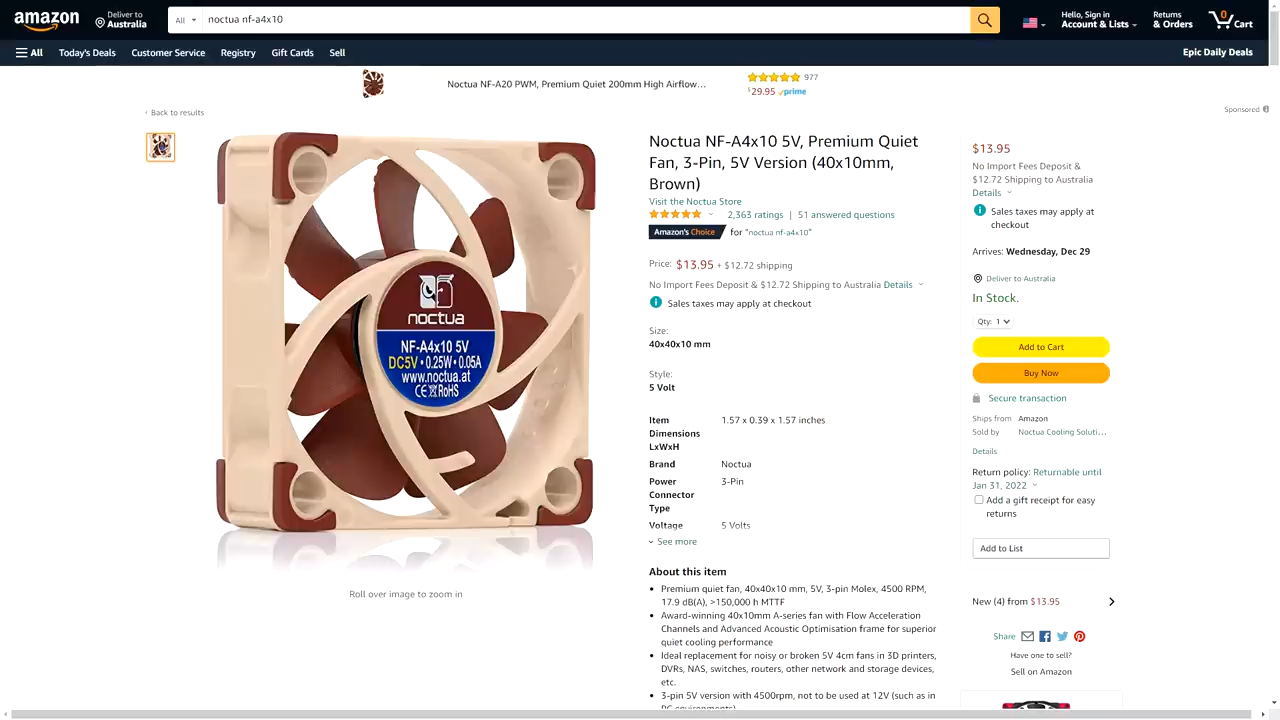 amazon
Deliver to
Australia
All
noctua nf-a4x10
Hello, Sign in
Account & Lists
Returns
& Orders
0
Cart
All
Today's Deals
Customer Service
Gift Cards
Registry
Sell
Epic Daily Deals
Noctua NF-A20 PWM, Premium Quiet 200mm High Airflow...
977
$29.95 prime
Sponsored
‹ Back to results
Noctua NF-A4x10 5V, Premium Quiet
Fan, 3-Pin, 5V Version (40x10mm,
Brown)
Visit the Noctua Store
2,363 ratings | 51 answered questions
Amazon's Choice for "noctua nf-a4x10"
Price: $13.95 + $12.72 shipping
No Import Fees Deposit & $12.72 Shipping to Australia Details
Sales taxes may apply at checkout
Size:
40x40x10 mm
Style:
5 Volt
Item Dimensions LxWxH 1.57 x 0.39 x 1.57 inches
Brand Noctua
Power Connector Type 3-Pin
Voltage 5 Volts
See more
About this item
• Premium quiet fan, 40x40x10 mm, 5V, 3-pin Molex, 4500 RPM,
17.9 dB(A), >150,000 h MTTF
• Award-winning 40x10mm A-series fan with Flow Acceleration
Channels and Advanced Acoustic Optimisation frame for superior
quiet cooling performance
• Ideal replacement for noisy or broken 5V 4cm fans in 3D printers,
DVRs, NAS, switches, routers, other network and storage devices,
etc.
• 3-pin 5V version with 4500rpm, not to be used at 12V (such as in
PC environments)
noctua
NF-A4x10 5V
DC5V • 0.25W • 0.05A
www.noctua.at
CE RoHS
Roll over image to zoom in
$13.95
No Import Fees Deposit &
$12.72 Shipping to Australia
Details
Sales taxes may apply at
checkout
Arrives: Wednesday, Dec 29
Deliver to Australia
In Stock.
Qty: 1
Add to Cart
Buy Now
Secure transaction
Ships from Amazon
Sold by Noctua Cooling Soluti...
Details
Return policy: Returnable until
Jan 31, 2022
Add a gift receipt for easy
returns
Add to List
New (4) from $13.95
Share
Have one to sell?
Sell on Amazon